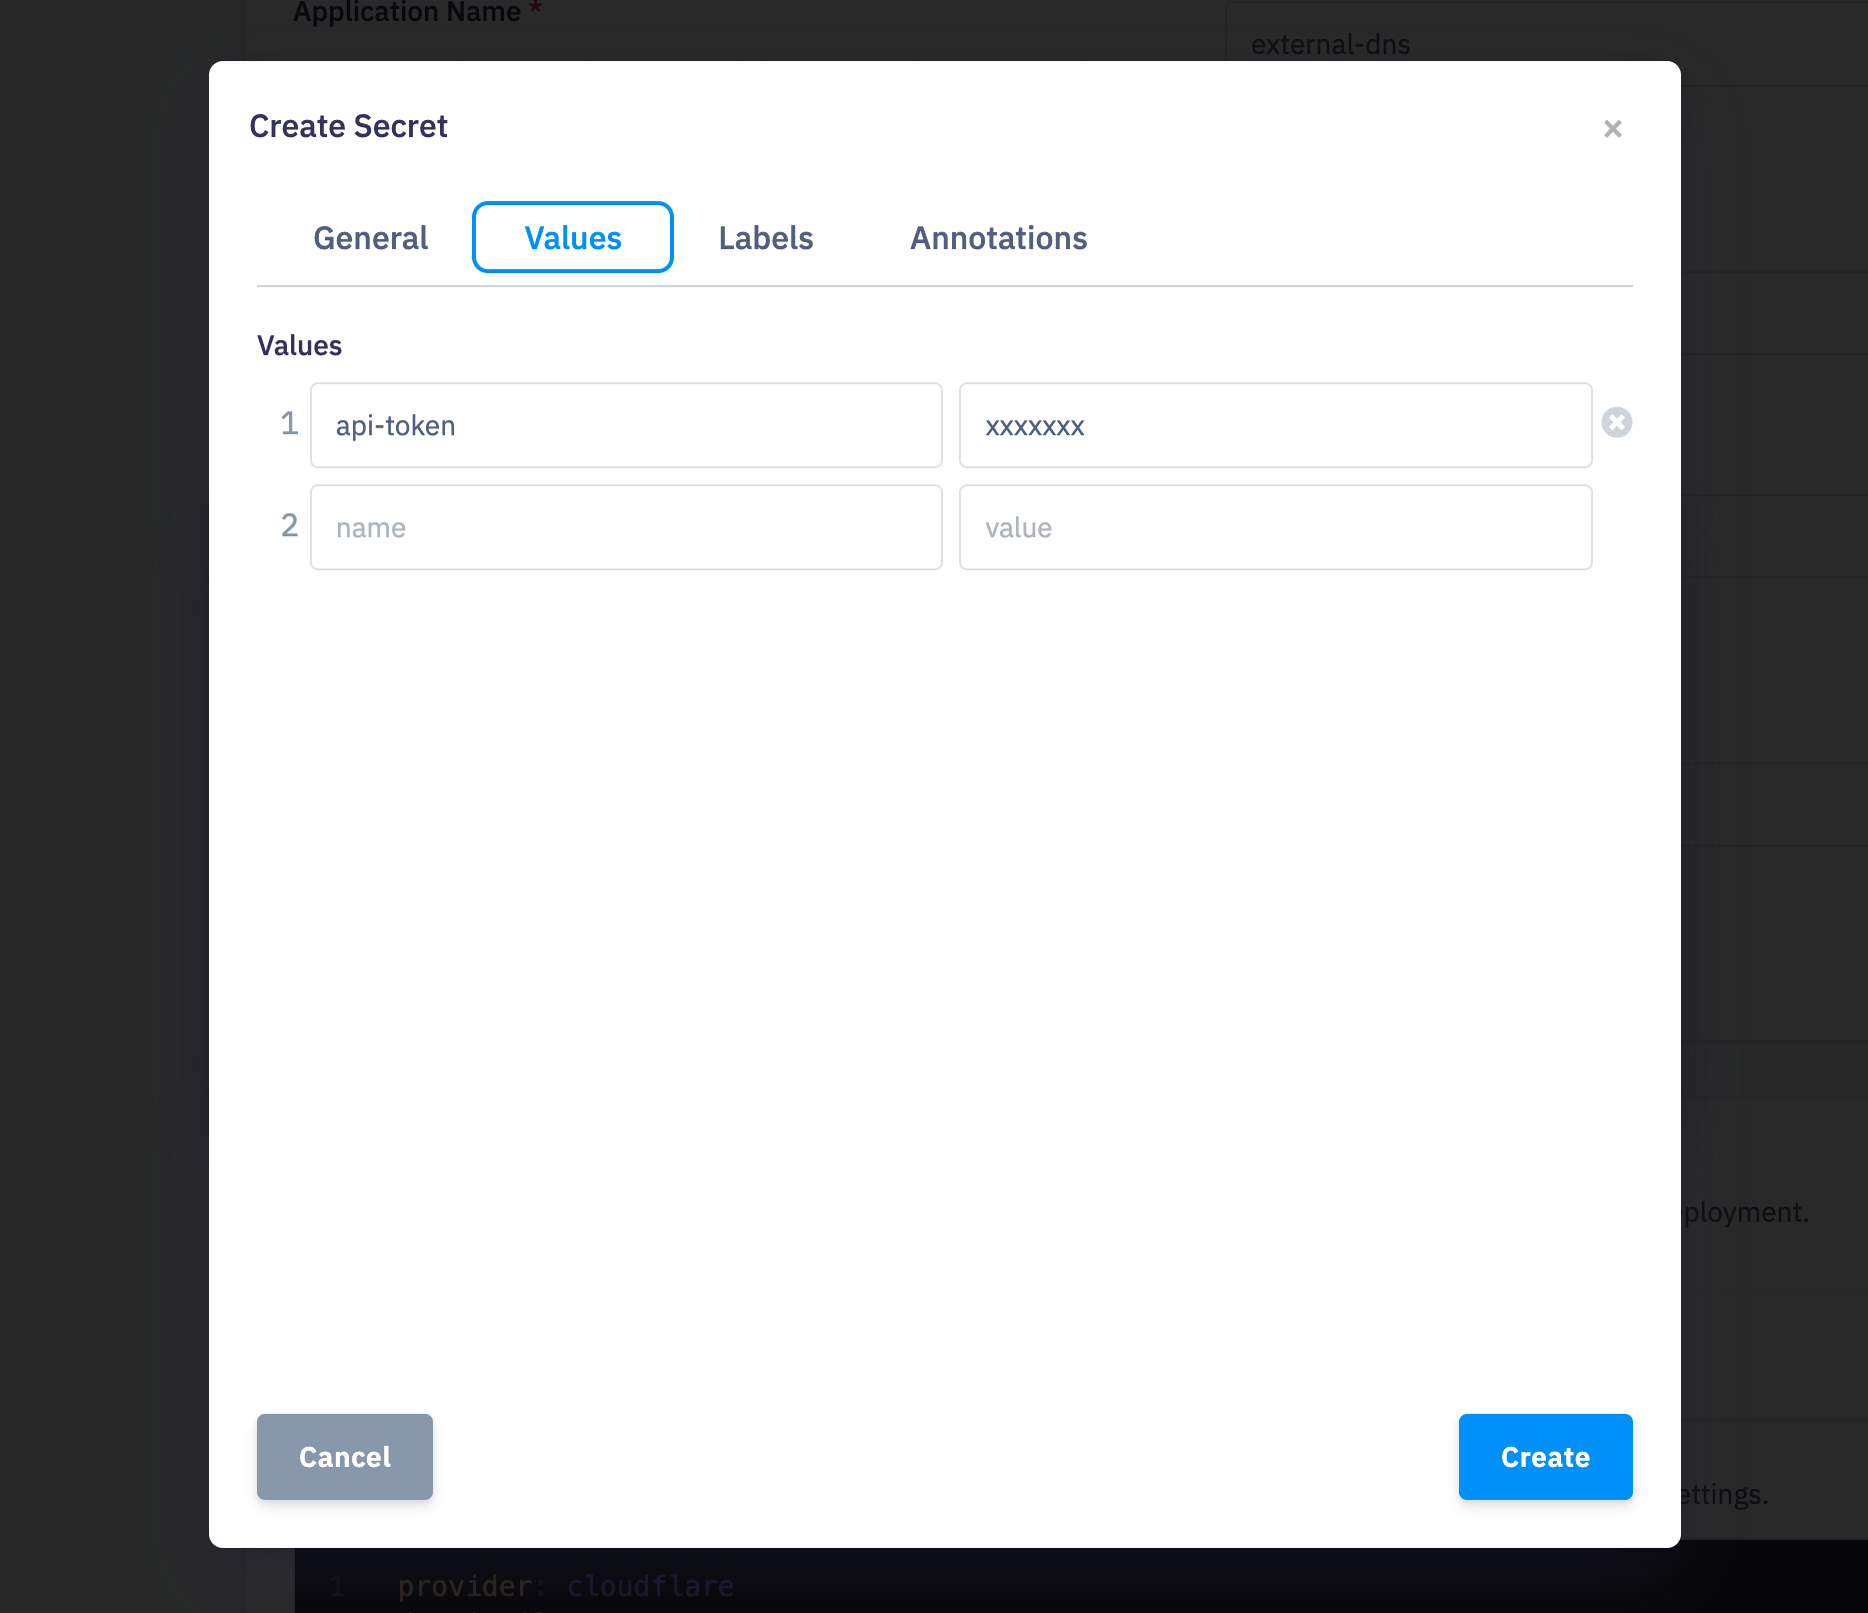 Application Name *
external-dns
Create Secret
×
General Values Labels Annotations
Values
1 api-token xxxxxxx
2 name value
ployment.
Cancel Create
ettings.
1 provider: cloudflare